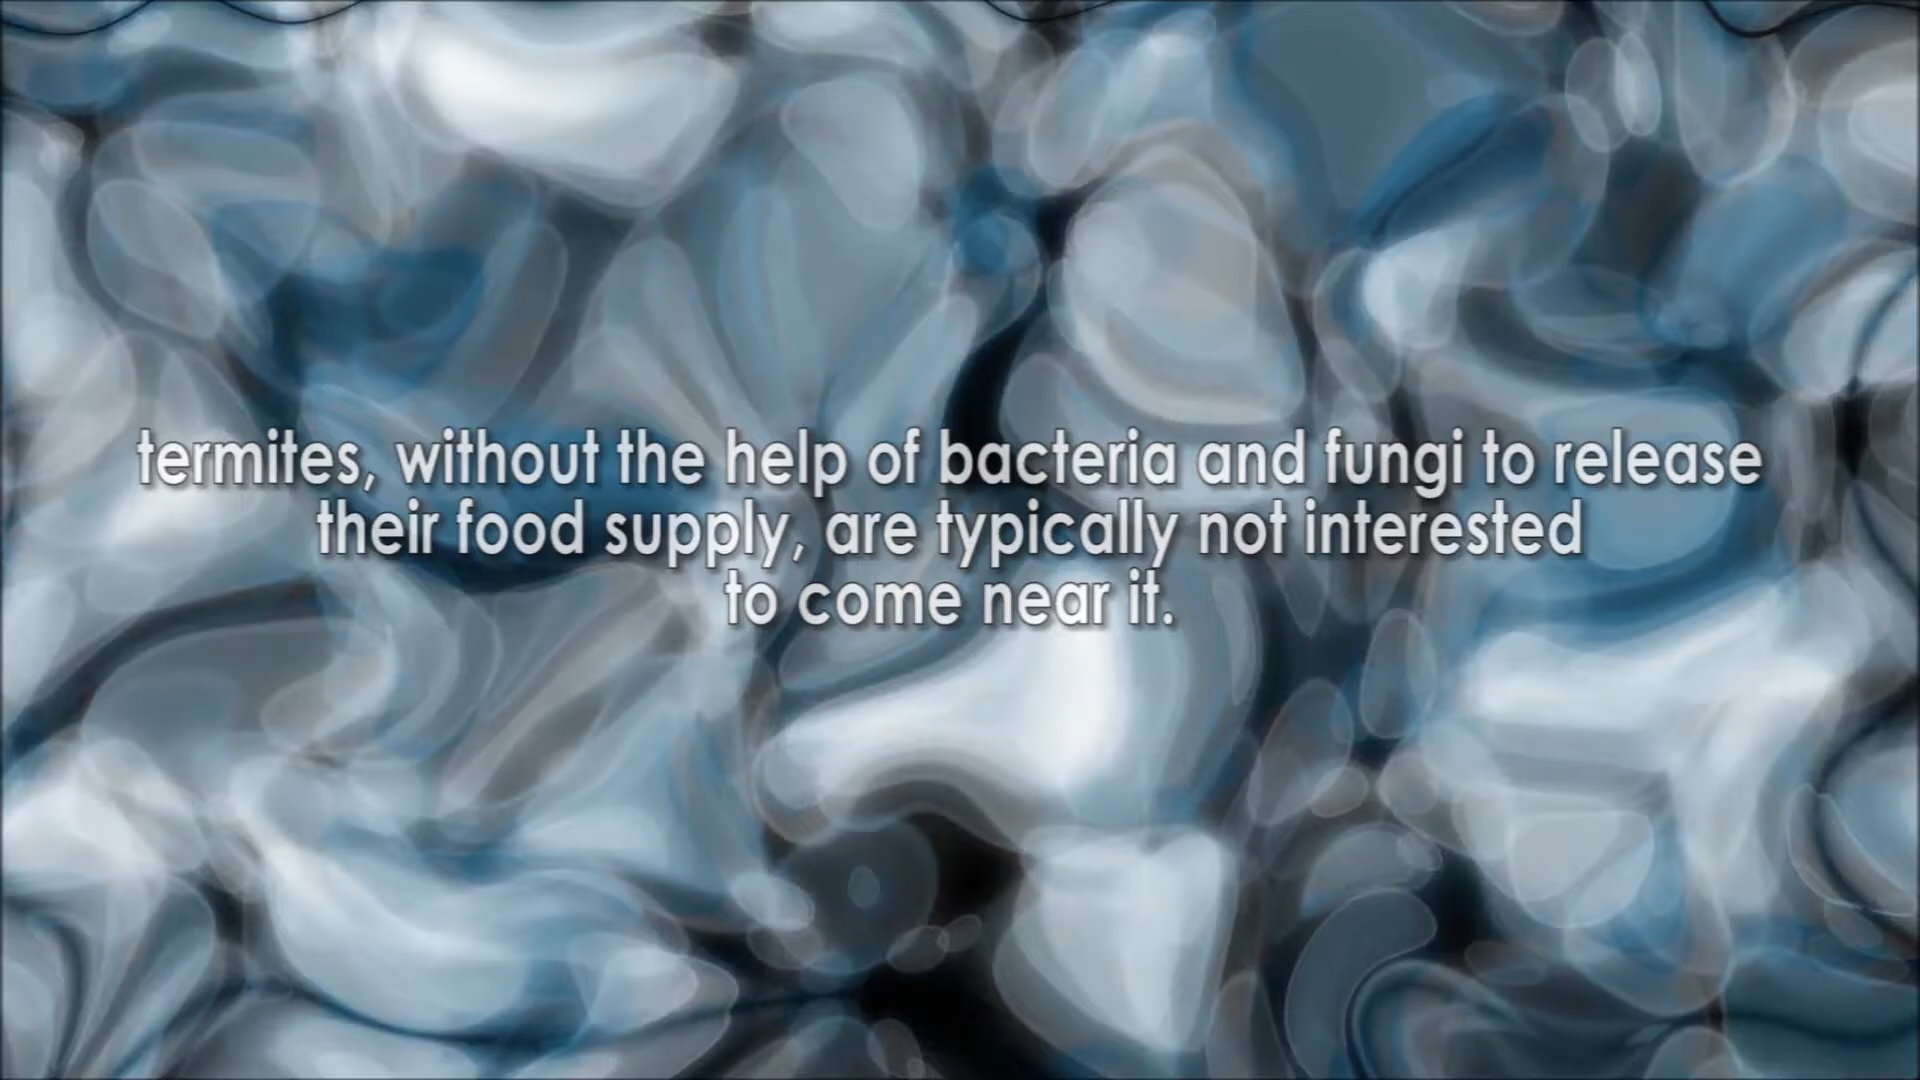 termites, without the help of bacteria and fungi to release
their food supply, are typically not interested
to come near it.